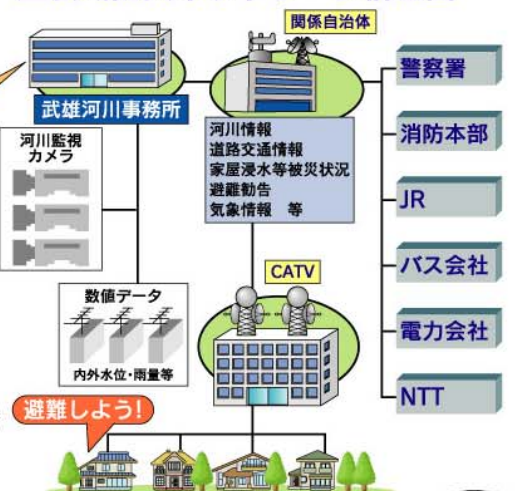 関係自治体
武雄河川事務所
河川監視
カメラ
河川情報
道路交通情報
家屋浸水等被災状況
避難勧告
気象情報　等
警察署
消防本部
JR
バス会社
電力会社
NTT
CATV
数値データ
内外水位・雨量等
避難しよう!